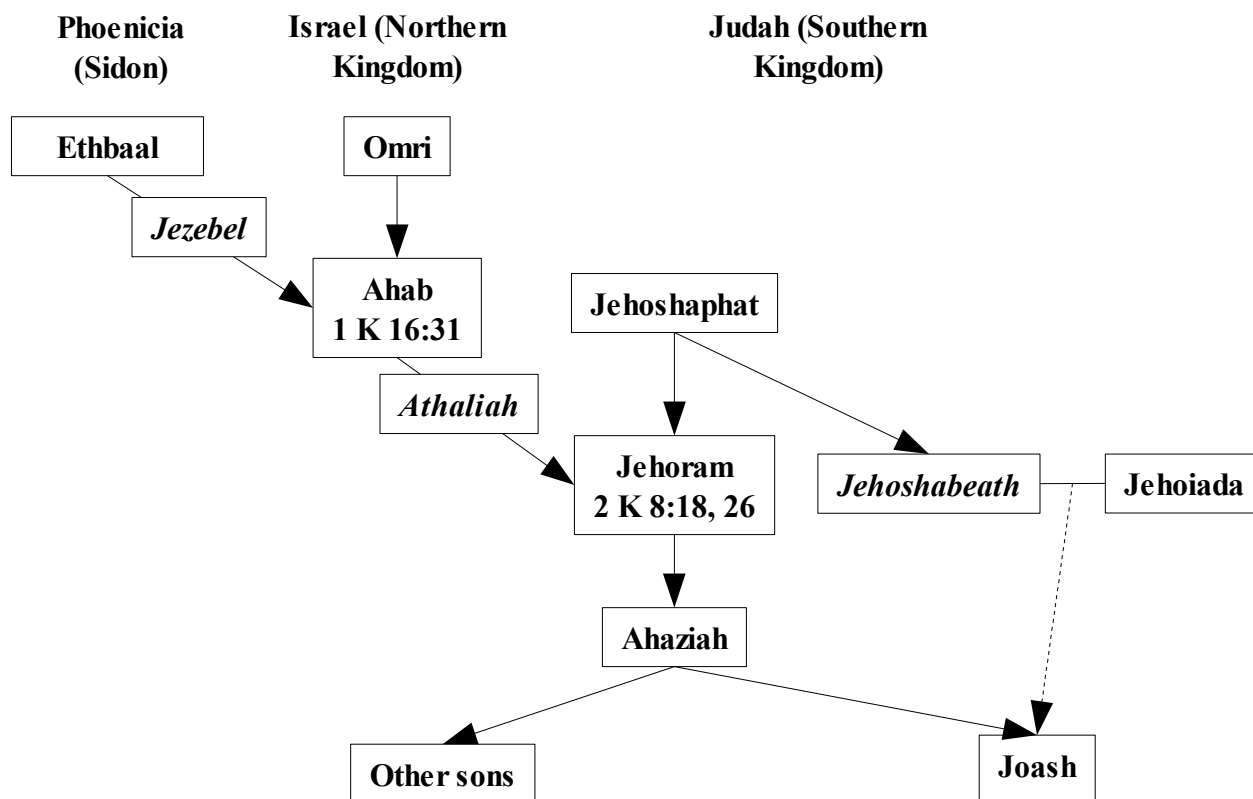 Phoenicia
(Sidon)
Israel (Northern
Kingdom)
Judah (Southern
Kingdom)
Ethbaal
Omri
Jezebel
Ahab
1 K 16:31
Jehoshaphat
Athaliah
Jehoram
2 K 8:18, 26
Jehoshabeath
Jehoiada
Ahaziah
Other sons
Joash